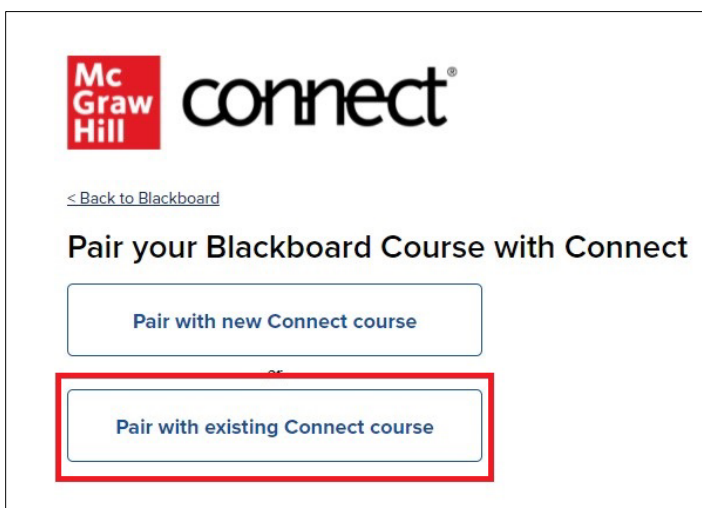 Mc
Graw
Hill
connect®
< Back to Blackboard
Pair your Blackboard Course with Connect
Pair with new Connect course
or
Pair with existing Connect course